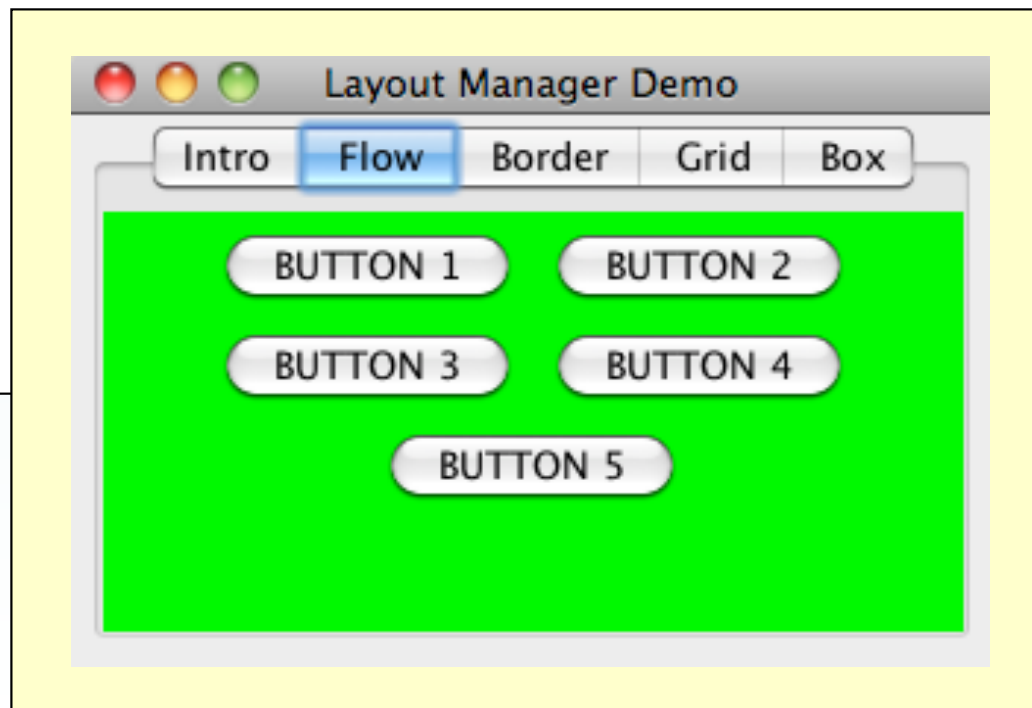 Layout Manager Demo
Intro Flow Border Grid Box
BUTTON 1 BUTTON 2
BUTTON 3 BUTTON 4
BUTTON 5